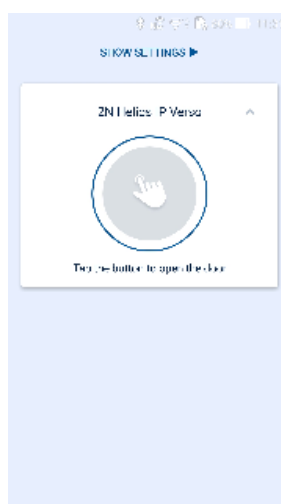 SHOW SETTINGS ▶
2N Helios IP Verso
Tap the button to open the door